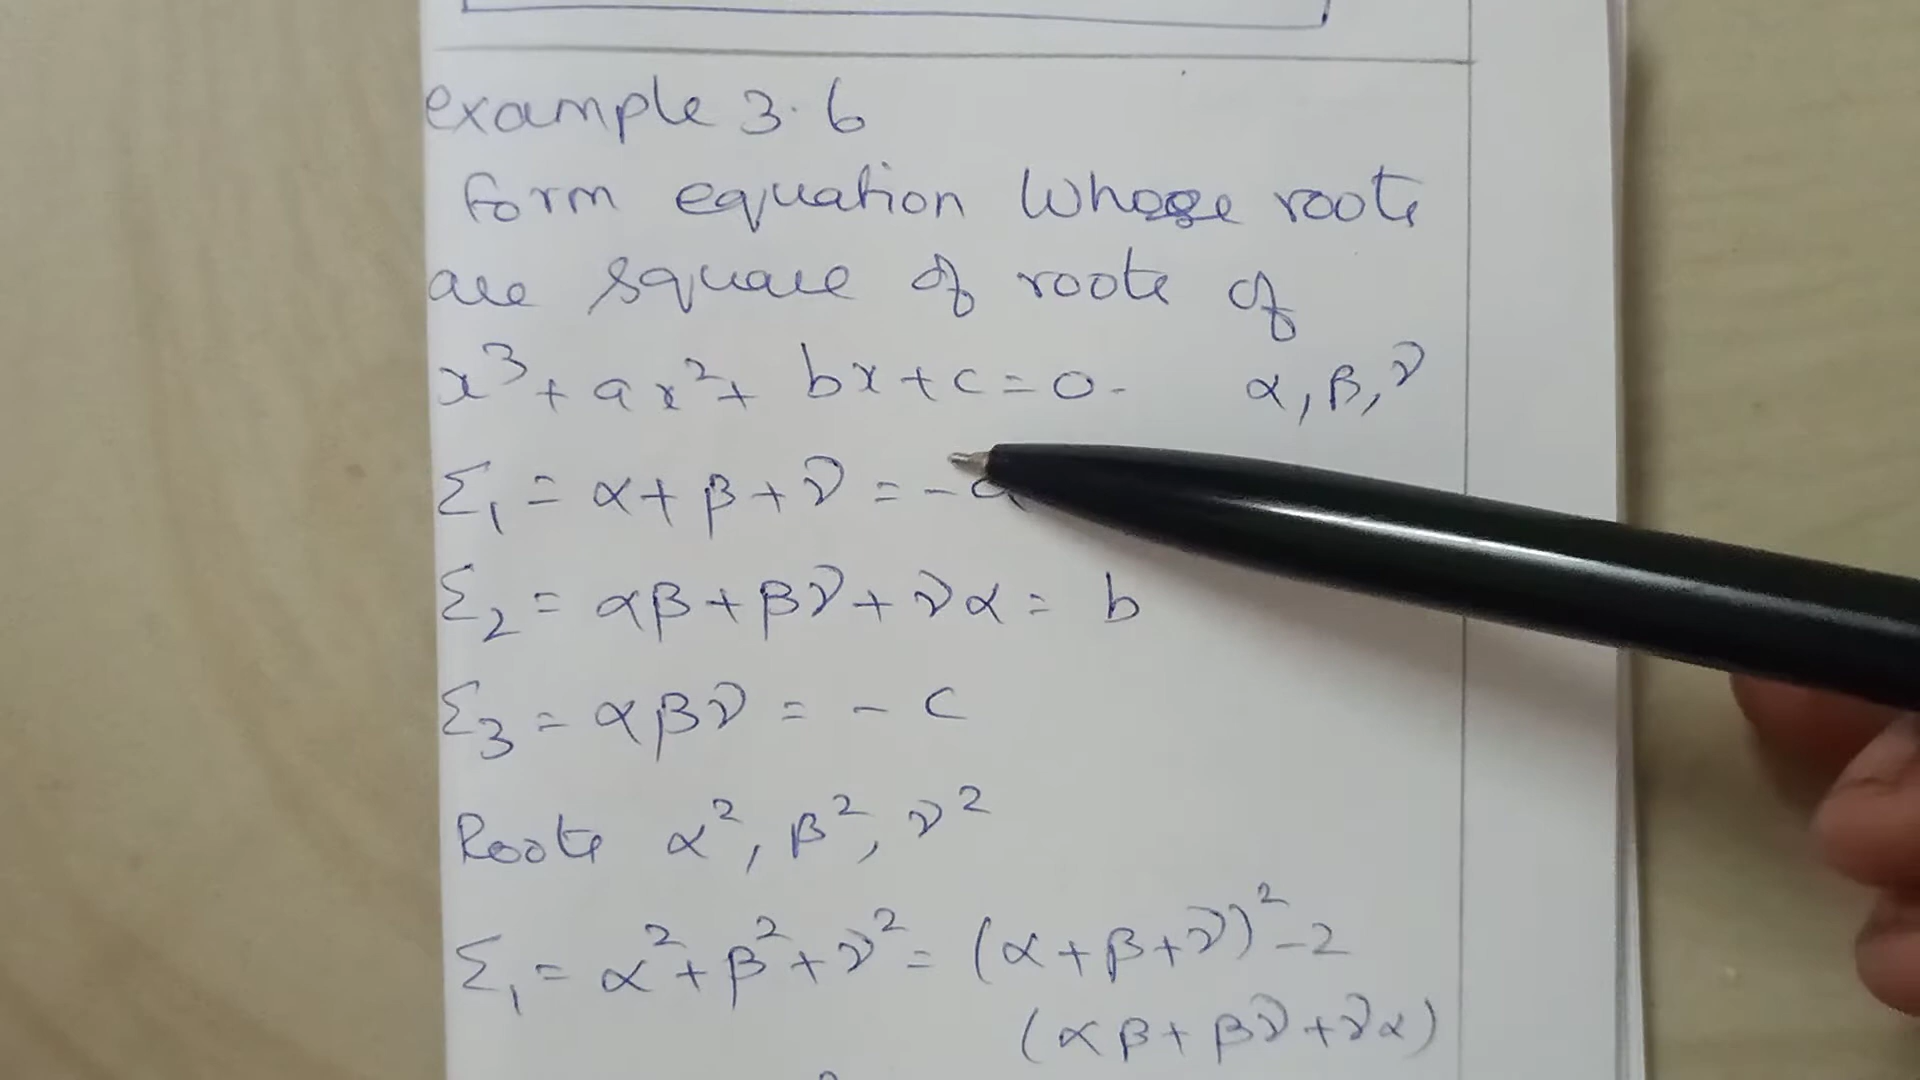 example 3.6
form equation whose roots
are square of roots of
x³ + ax² + bx + c = 0. α, β, γ
Σ₁ = α + β + γ = -a
Σ₂ = αβ + βγ + γα = b
Σ₃ = αβγ = -c
Roots α², β², γ²
Σ₁ = α² + β² + γ² = (α + β + γ)² - 2
(αβ + βγ + γα)